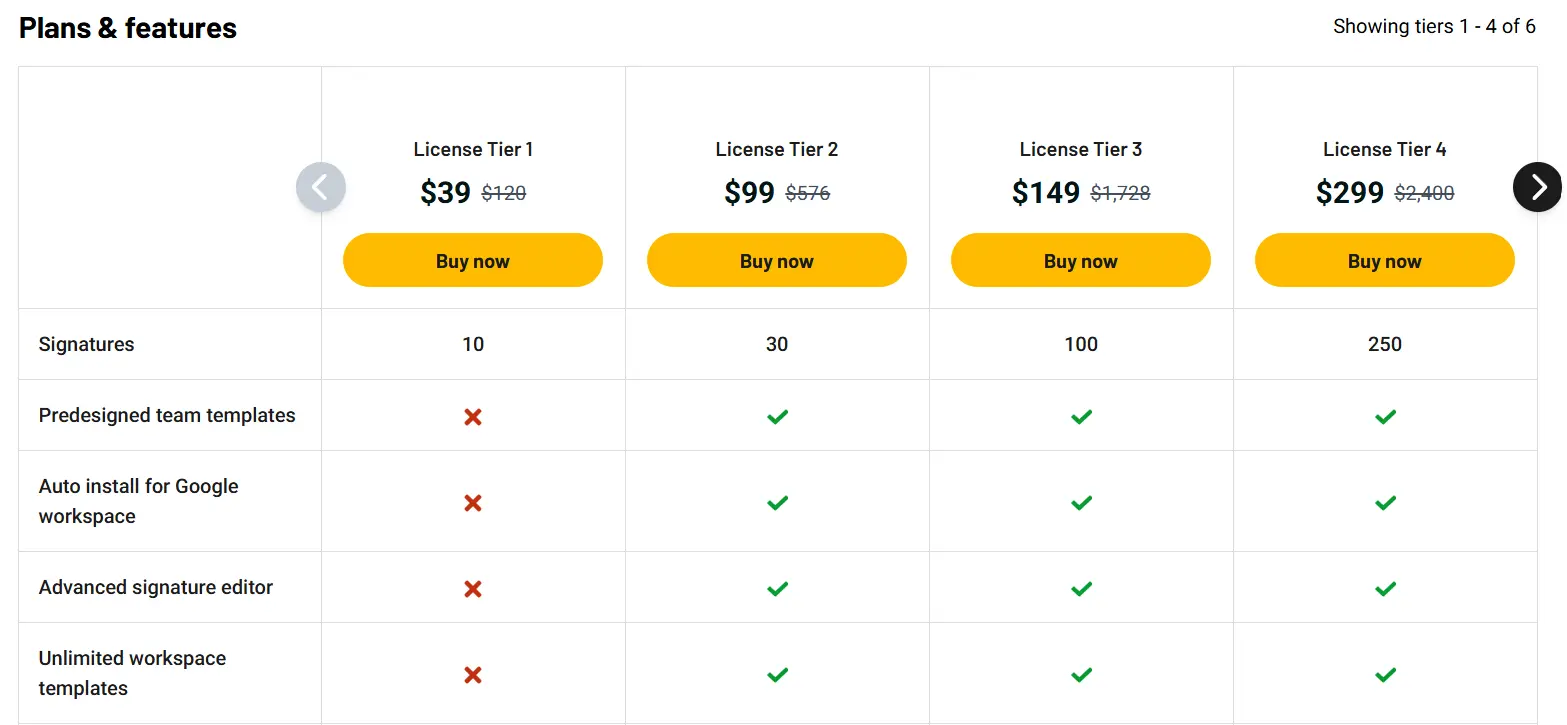 Plans & features
Showing tiers 1 - 4 of 6
License Tier 1
License Tier 2
License Tier 3
License Tier 4
$39 $120
$99 $576
$149 $1,728
$299 $2,400
Buy now
Buy now
Buy now
Buy now
Signatures
10
30
100
250
Predesigned team templates
Auto install for Google
workspace
Advanced signature editor
Unlimited workspace
templates